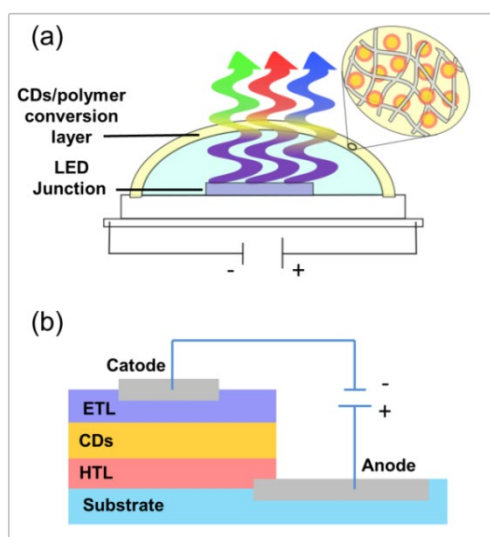 (a)
CDs/polymer
conversion
layer
LED
Junction
- +
(b)
Catode
ETL
CDs
HTL
Substrate
-
+
Anode